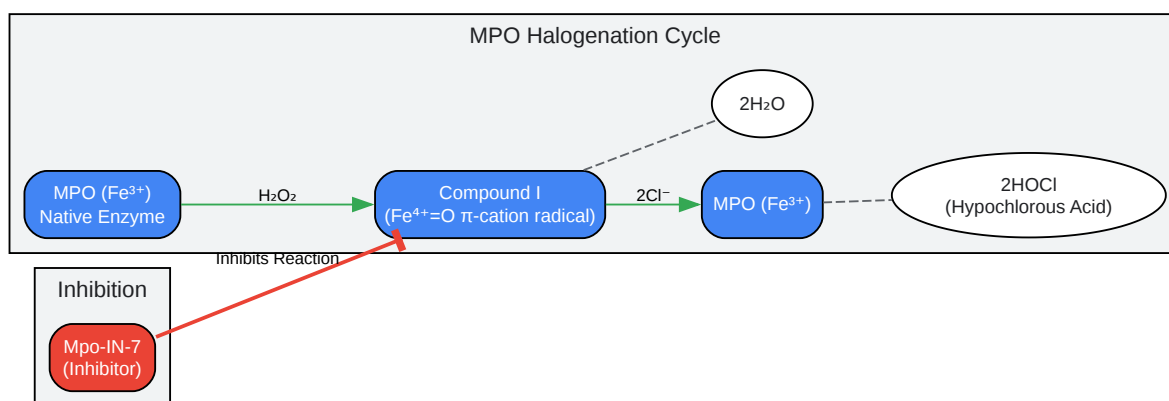 MPO Halogenation Cycle
2H₂O
MPO (Fe³⁺)
Native Enzyme
H₂O₂
Compound I
(Fe⁴⁺=O π-cation radical)
2Cl⁻
MPO (Fe³⁺)
2HOCl
(Hypochlorous Acid)
Inhibits Reaction
Inhibition
Mpo-IN-7
(Inhibitor)